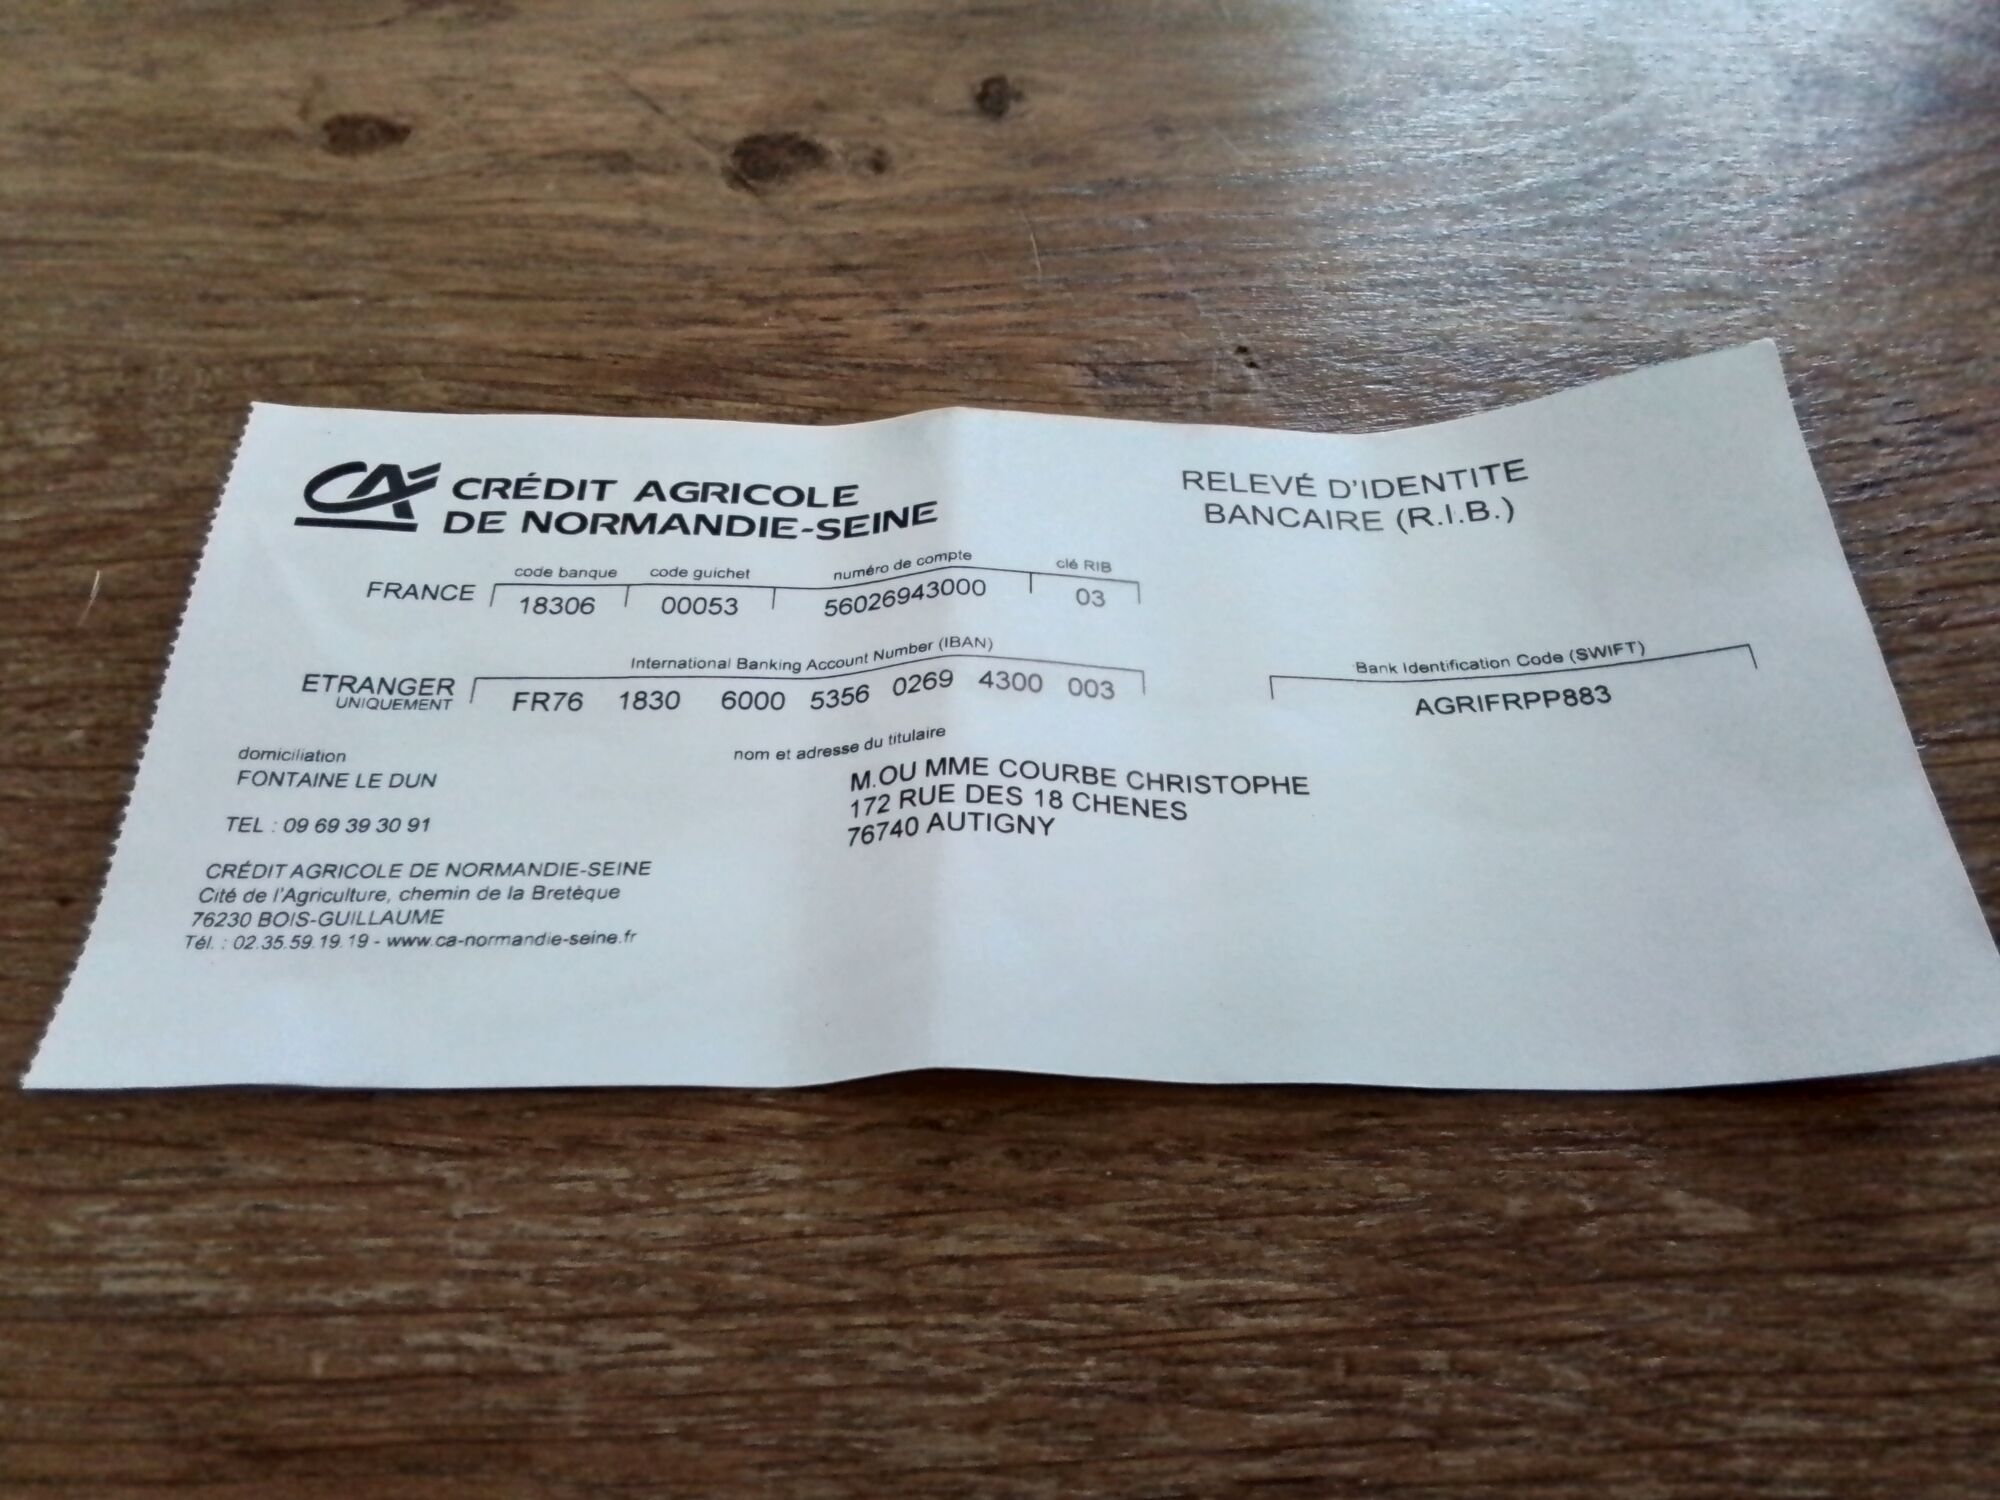 CRÉDIT AGRICOLE
DE NORMANDIE-SEINE
RELEVÉ D'IDENTITE
BANCAIRE (R.I.B.)
code banque code guichet numéro de compte clé RIB
FRANCE 18306 00053 56026943000 03
International Banking Account Number (IBAN)
ETRANGER
UNIQUEMENT
FR76 1830 6000 5356 0269 4300 003
Bank Identification Code (SWIFT)
AGRIFRPP883
domiciliation
FONTAINE LE DUN
TEL : 09 69 39 30 91
nom et adresse du titulaire
M.OU MME COURBE CHRISTOPHE
172 RUE DES 18 CHENES
76740 AUTIGNY
CRÉDIT AGRICOLE DE NORMANDIE-SEINE
Cité de l'Agriculture, chemin de la Bretèque
76230 BOIS-GUILLAUME
Tél. : 02.35.59.19.19 - www.ca-normandie-seine.fr